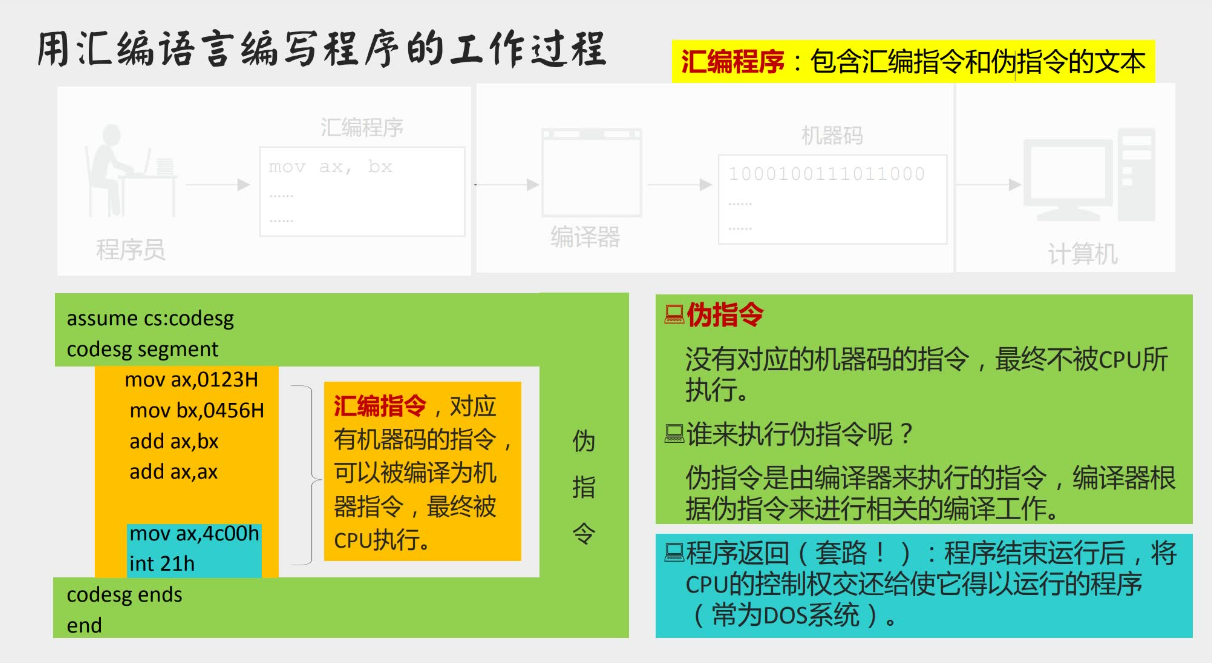 用汇编语言编写程序的工作过程
汇编程序：包含汇编指令和伪指令的文本
汇编程序
mov ax, bx
……
……
程序员
编译器
机器码
1000100111011000
……
……
计算机
assume cs:codesg
codesg segment
mov ax,0123H
mov bx,0456H
add ax,bx
add ax,ax
mov ax,4c00h
int 21h
codesg ends
end
汇编指令，对应
有机器码的指令，
可以被编译为机
器指令，最终被
CPU执行。
伪
指
令
伪指令
没有对应的机器码的指令，最终不被CPU所
执行。
谁来执行伪指令呢？
伪指令是由编译器来执行的指令，编译器根
据伪指令来进行相关的编译工作。
程序返回（套路！）：程序结束运行后，将
CPU的控制权交还给使它得以运行的程序
（常为DOS系统）。